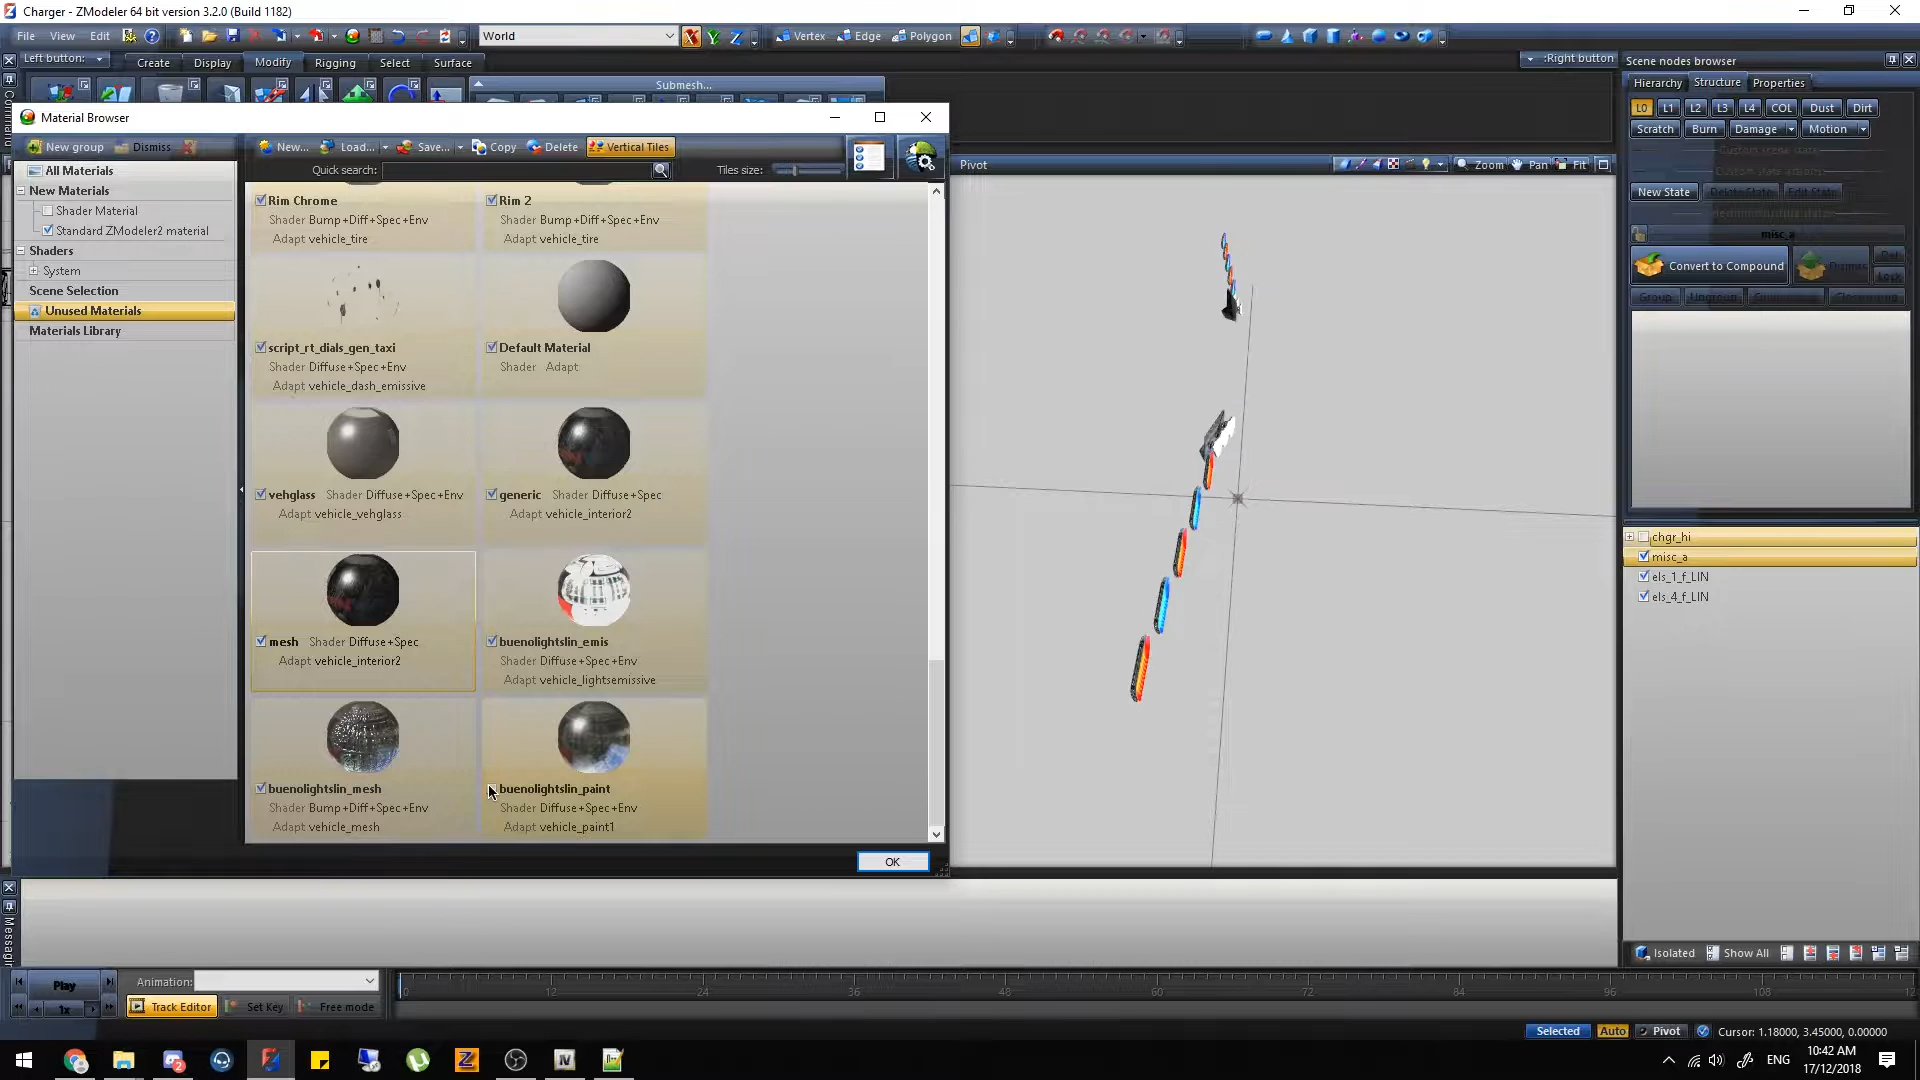 Charger - ZModeler 64 bit version 3.2.0 (Build 1182)
File View Edit
World
X Y Z
Vertex Edge Polygon
Left button:
Create Display Modify Rigging Select Surface
:Right button
Submesh...
Scene nodes browser
Hierarchy Structure Properties
L0 L1 L2 L3 L4 COL Dust Dirt
Scratch Burn Damage Motion
New State Delete State Edit State
misc_a
Convert to Compound
Material Browser
New group Dismiss
New... Load... Save... Copy Delete Vertical Tiles
Quick search:
Tiles size:
All Materials
New Materials
Shader Material
Standard ZModeler2 material
Shaders
System
Scene Selection
Unused Materials
Materials Library
Rim Chrome
Shader Bump+Diff+Spec+Env
Adapt vehicle_tire
Rim 2
Shader Bump+Diff+Spec+Env
Adapt vehicle_tire
script_rt_dials_gen_taxi
Shader Diffuse+Spec+Env
Adapt vehicle_dash_emissive
Default Material
Shader Adapt
vehglass Shader Diffuse+Spec+Env
Adapt vehicle_vehglass
generic Shader Diffuse+Spec
Adapt vehicle_interior2
mesh Shader Diffuse+Spec
Adapt vehicle_interior2
buenolightslin_emis
Shader Diffuse+Spec+Env
Adapt vehicle_lightsemissive
buenolightslin_mesh
Shader Bump+Diff+Spec+Env
Adapt vehicle_mesh
buenolightslin_paint
Shader Diffuse+Spec+Env
Adapt vehicle_paint1
OK
Pivot
Zoom Pan Fit
chgr_hi
misc_a
els_1_f_LIN
els_4_f_LIN
Isolated Show All
Play
1x
Animation:
Track Editor Set Key Free mode
0 12 24 36 48 60 72 84 96 108 12
Selected Auto Pivot Cursor: 1.18000, 3.45000, 0.00000
ENG
10:42 AM
17/12/2018